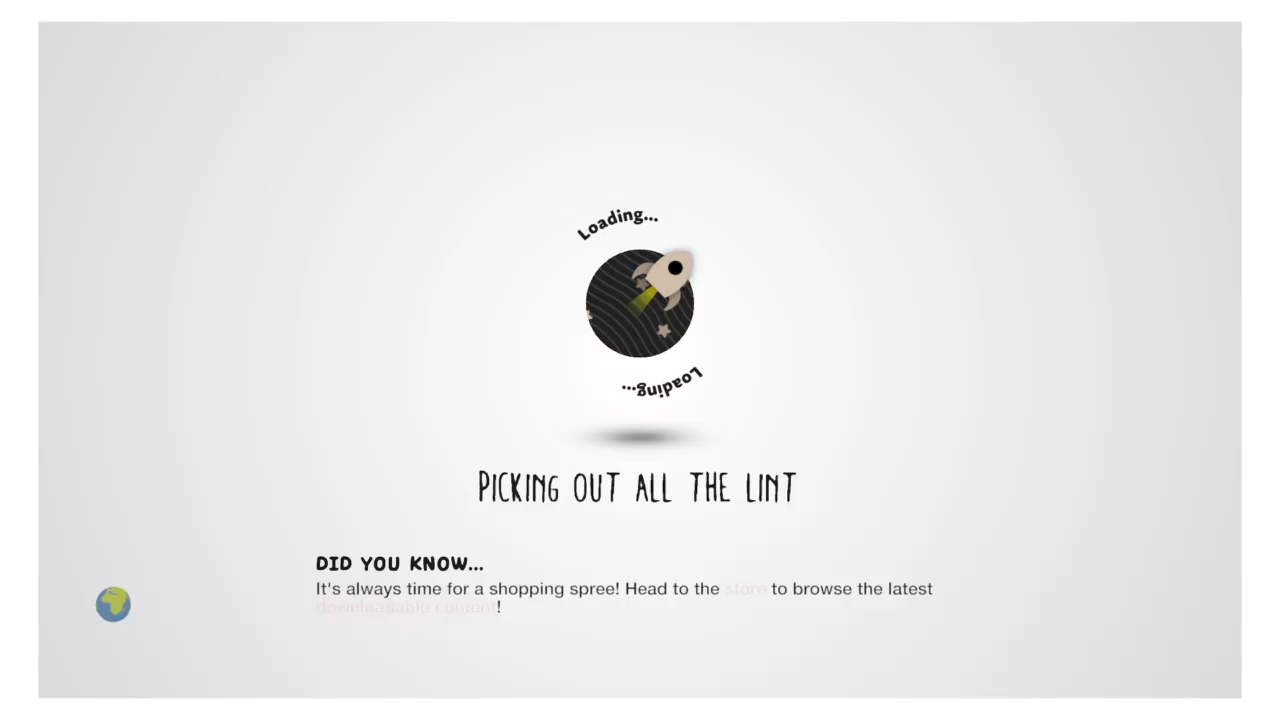 Loading...
Loading...
PICKING OUT ALL THE LINT
DID YOU KNOW...
It's always time for a shopping spree! Head to the store to browse the latest
downloadable content!